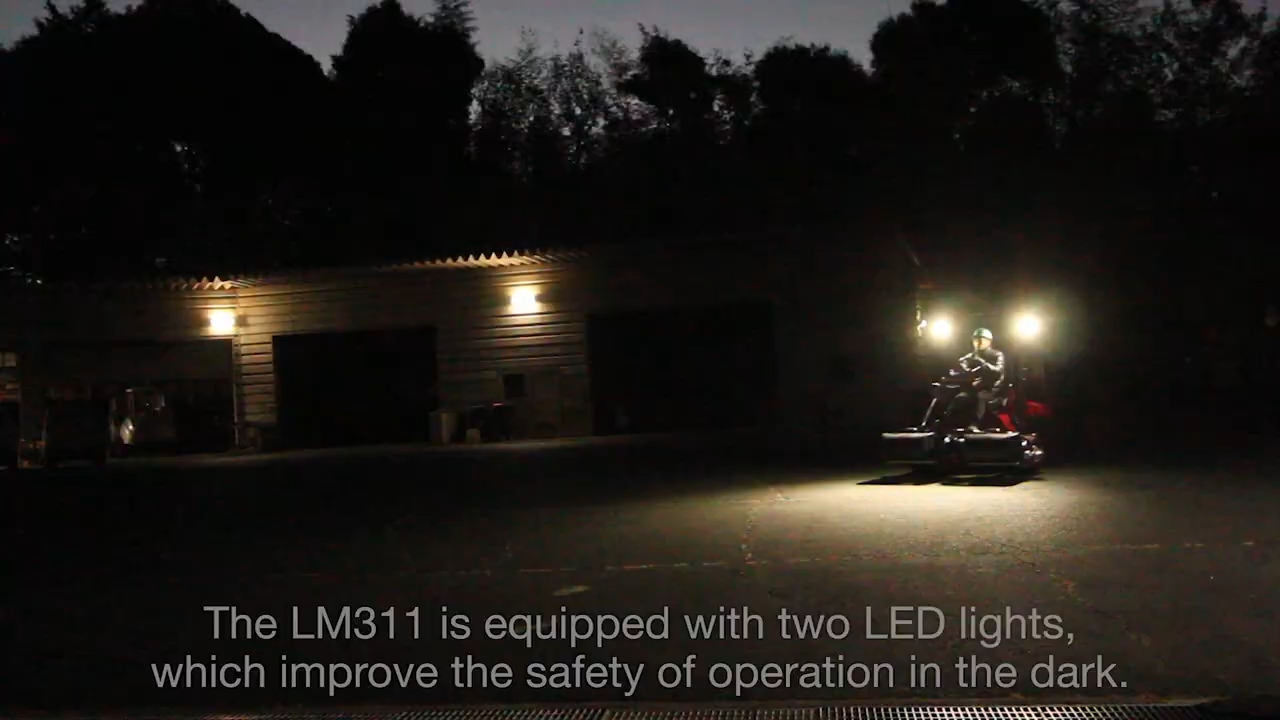 The LM311 is equipped with two LED lights,
which improve the safety of operation in the dark.